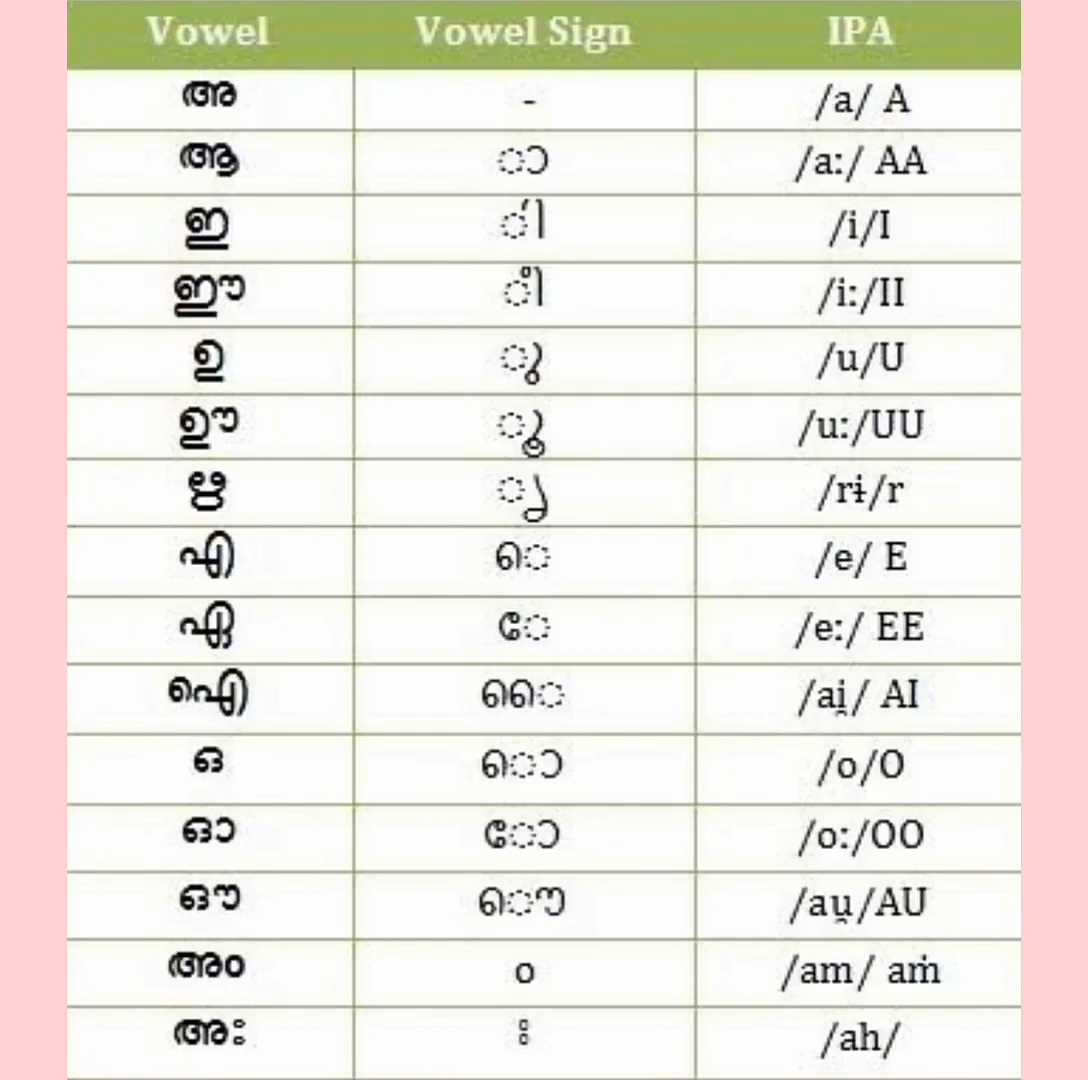 Vowel Vowel Sign IPA
അ - /a/ A
ആ ാ /a:/ AA
ഇ ി /i/I
ഈ ീ /i:/II
ഉ ു /u/U
ഊ ൂ /u:/UU
ഋ ൃ /rɨ/r
എ െ /e/ E
ഏ േ /e:/ EE
ഐ ൈ /ai̯/ AI
ഒ ൊ /o/O
ഓ ോ /o:/OO
ഔ ൌ /au̯/AU
അം ം /am/ aṁ
അഃ ഃ /ah/